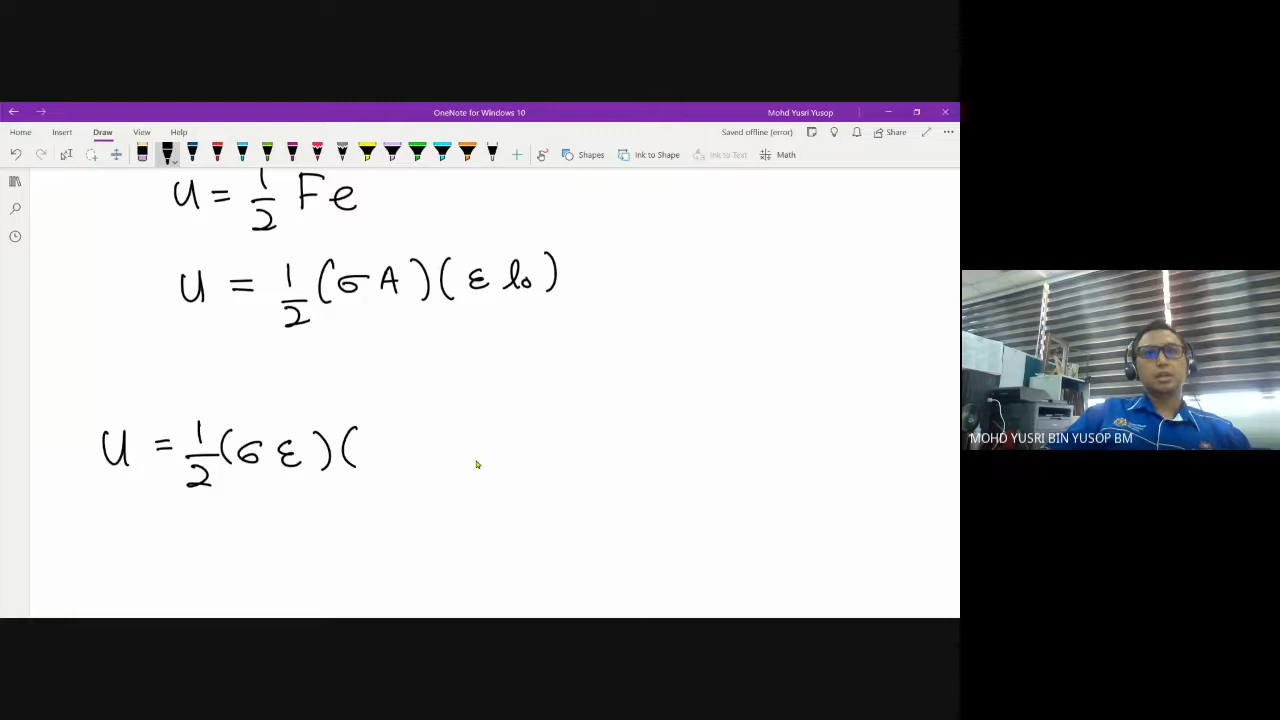 OneNote for Windows 10
Mohd Yusri Yusop
Home Insert Draw View Help
Saved offline (error)
Share
Shapes
Ink to Shape
Ink to Text
Math
U = 1/2 Fe
U = 1/2 (σA)(ε l₀)
U = 1/2 (σ ε)(
MOHD YUSRI BIN YUSOP BM